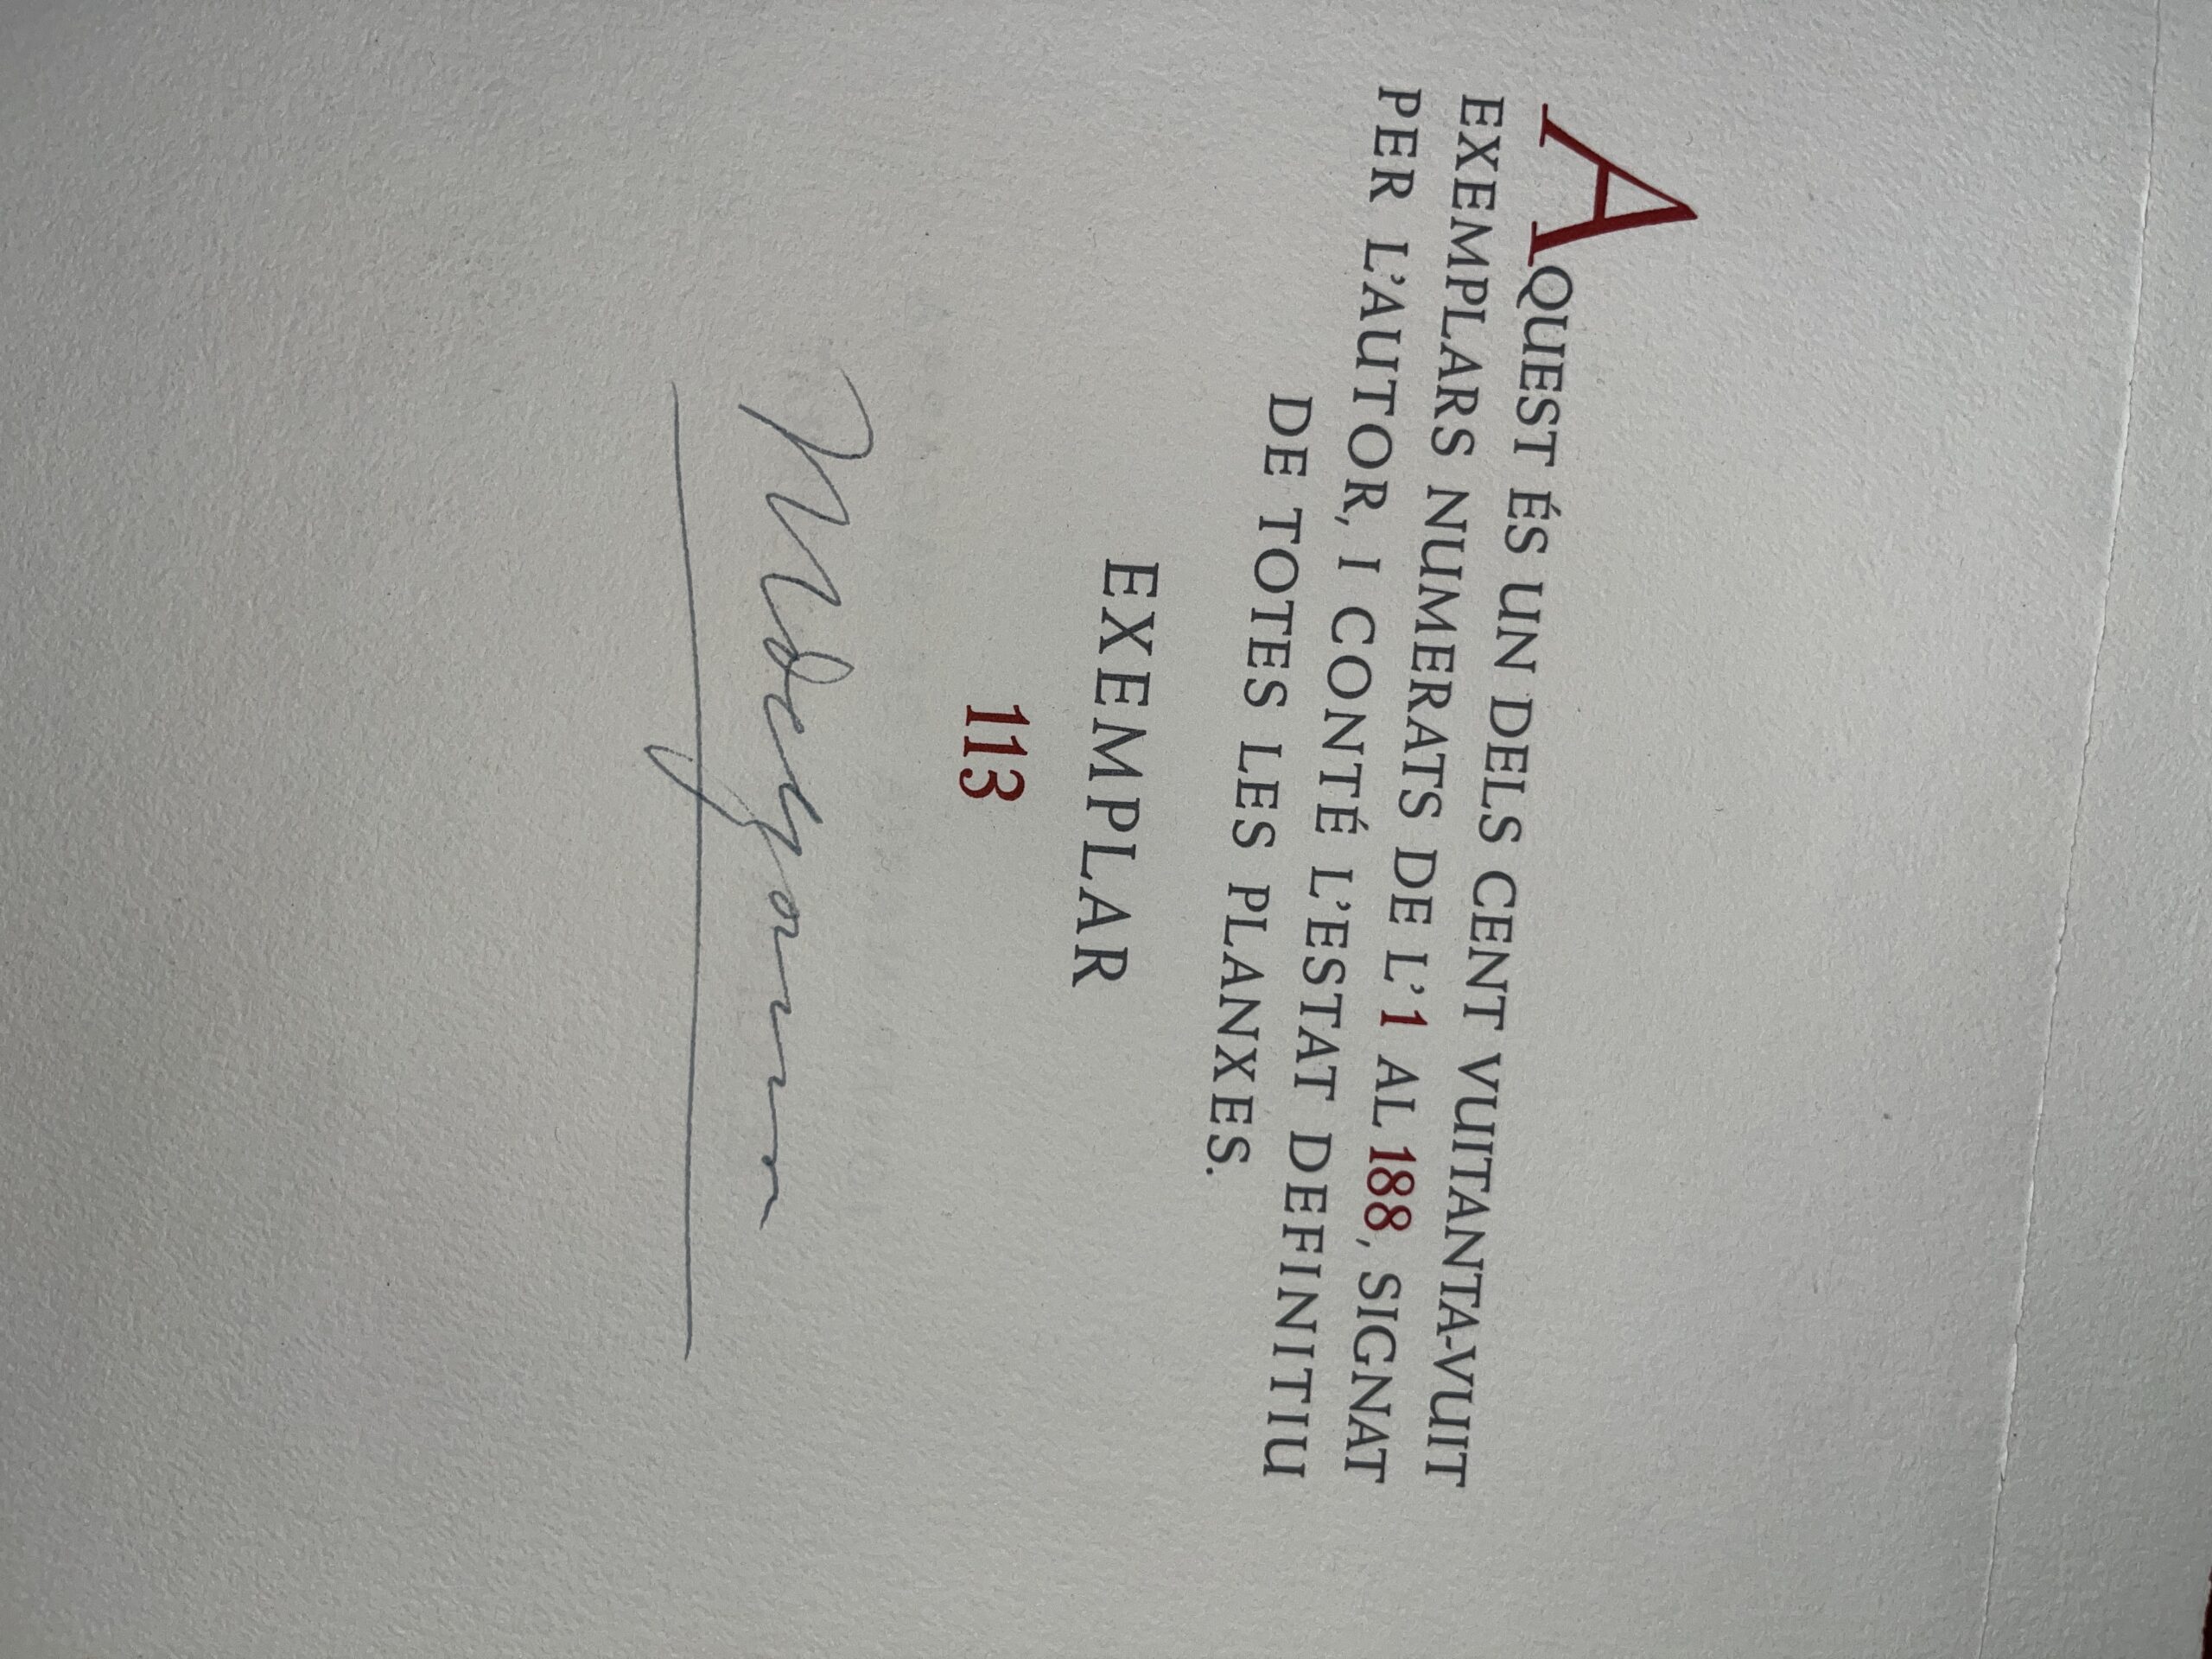 AQUEST ÉS UN DELS CENT VUITANTA-VUIT
EXEMPLARS NUMERATS DE L'1 AL 188, SIGNAT
PER L'AUTOR, I CONTÉ L'ESTAT DEFINITIU
DE TOTES LES PLANXES.
EXEMPLAR
113